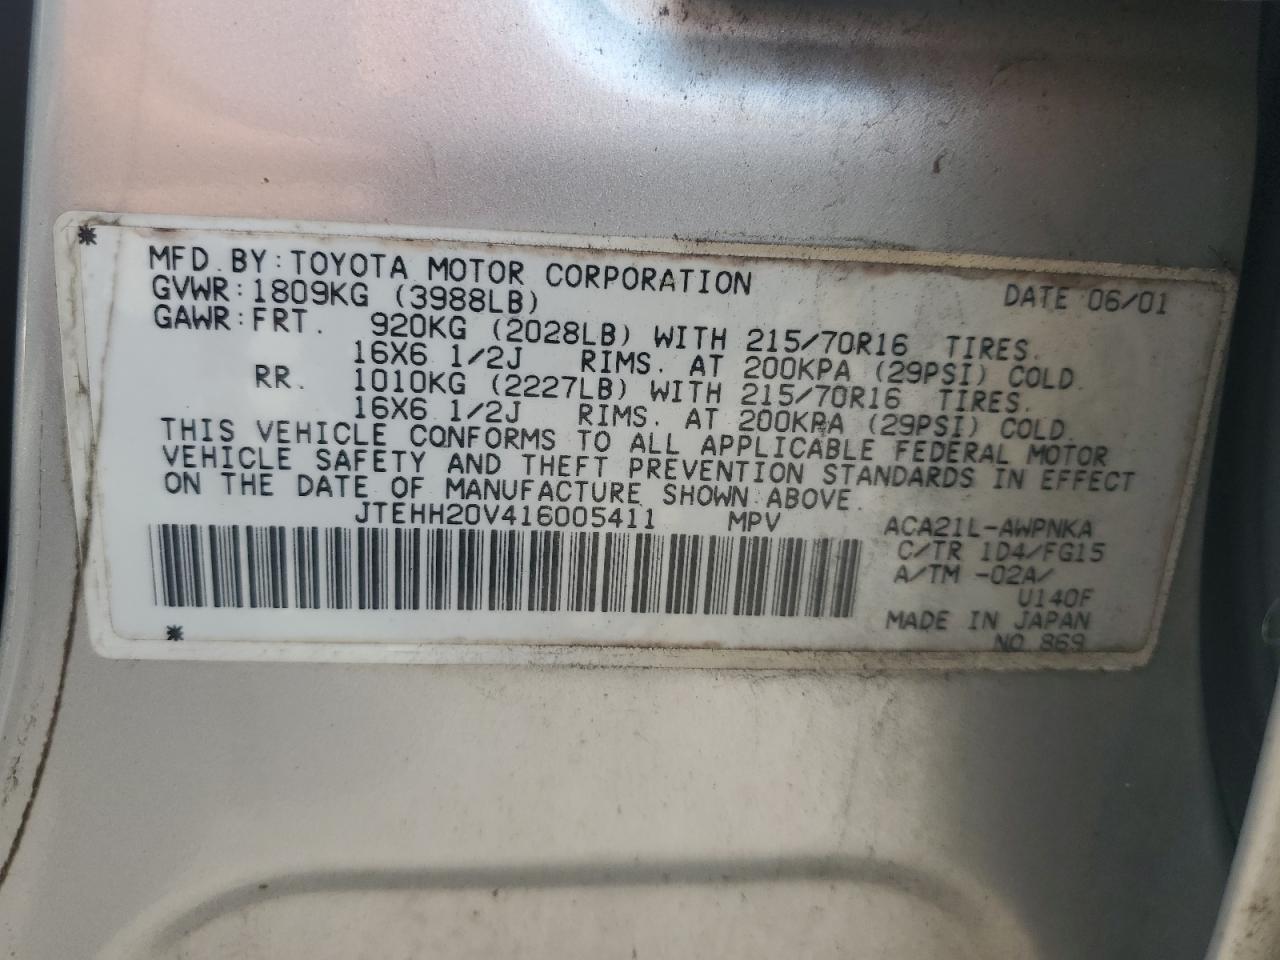 MFD. BY: TOYOTA MOTOR CORPORATION DATE 06/01
GVWR: 1809KG (3988LB)
GAWR: FRT. 920KG (2028LB) WITH 215/70R16 TIRES.
16X6 1/2J RIMS. AT 200KPA (29PSI) COLD.
RR. 1010KG (2227LB) WITH 215/70R16 TIRES.
16X6 1/2J RIMS. AT 200KPA (29PSI) COLD.
THIS VEHICLE CONFORMS TO ALL APPLICABLE FEDERAL MOTOR
VEHICLE SAFETY AND THEFT PREVENTION STANDARDS IN EFFECT
ON THE DATE OF MANUFACTURE SHOWN ABOVE.
JTEHH20V416005411 MPV ACA21L-AWPNKA
C/TR 1D4/FG15
A/TM -02A/
U140F
MADE IN JAPAN
NO 869